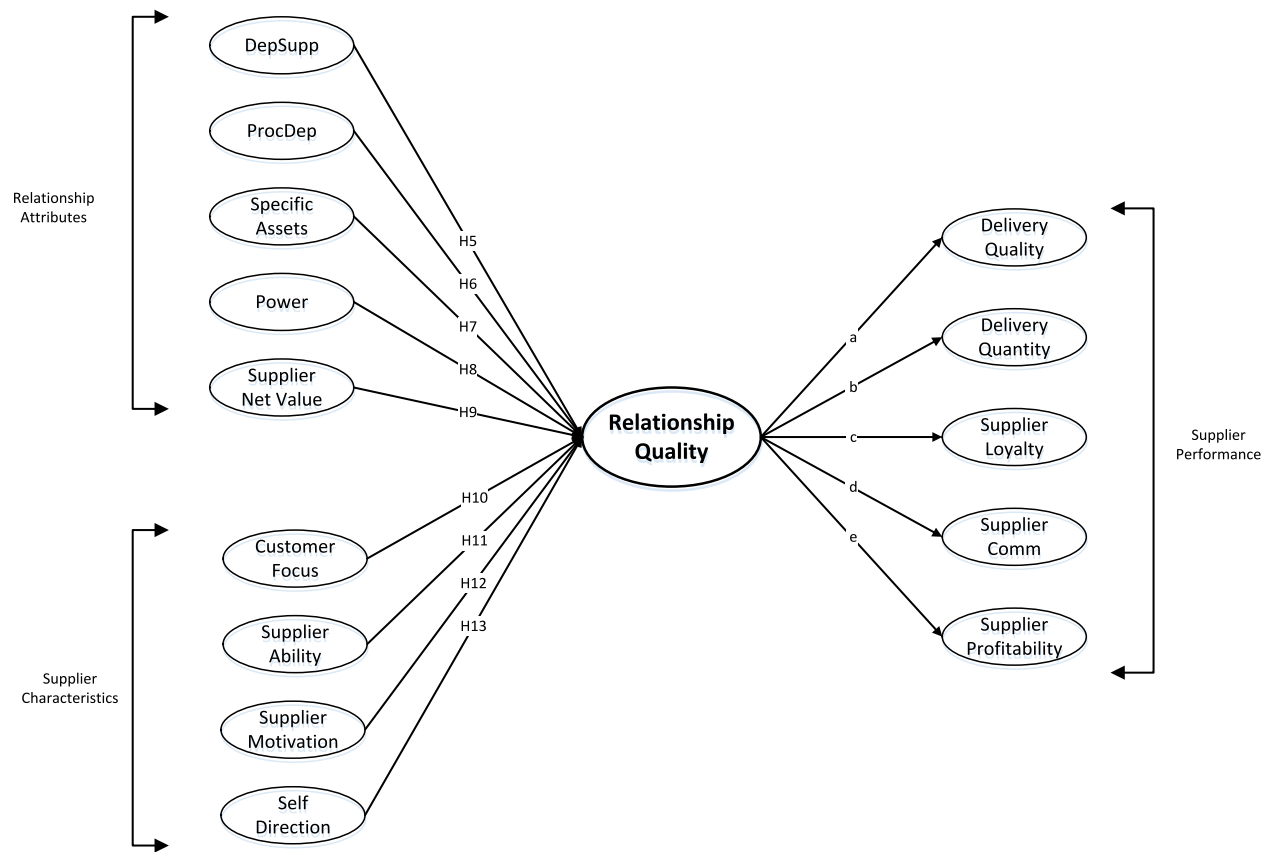 DepSupp
ProcDep
Relationship
Attributes
Specific
Assets
Power
Supplier
Net Value
H5
H6
H7
H8
H9
Customer
Focus
Supplier
Ability
Supplier
Characteristics
Supplier
Motivation
Self
Direction
H10
H11
H12
H13
Relationship
Quality
a
b
c
d
e
Delivery
Quality
Delivery
Quantity
Supplier
Loyalty
Supplier
Comm
Supplier
Profitability
Supplier
Performance